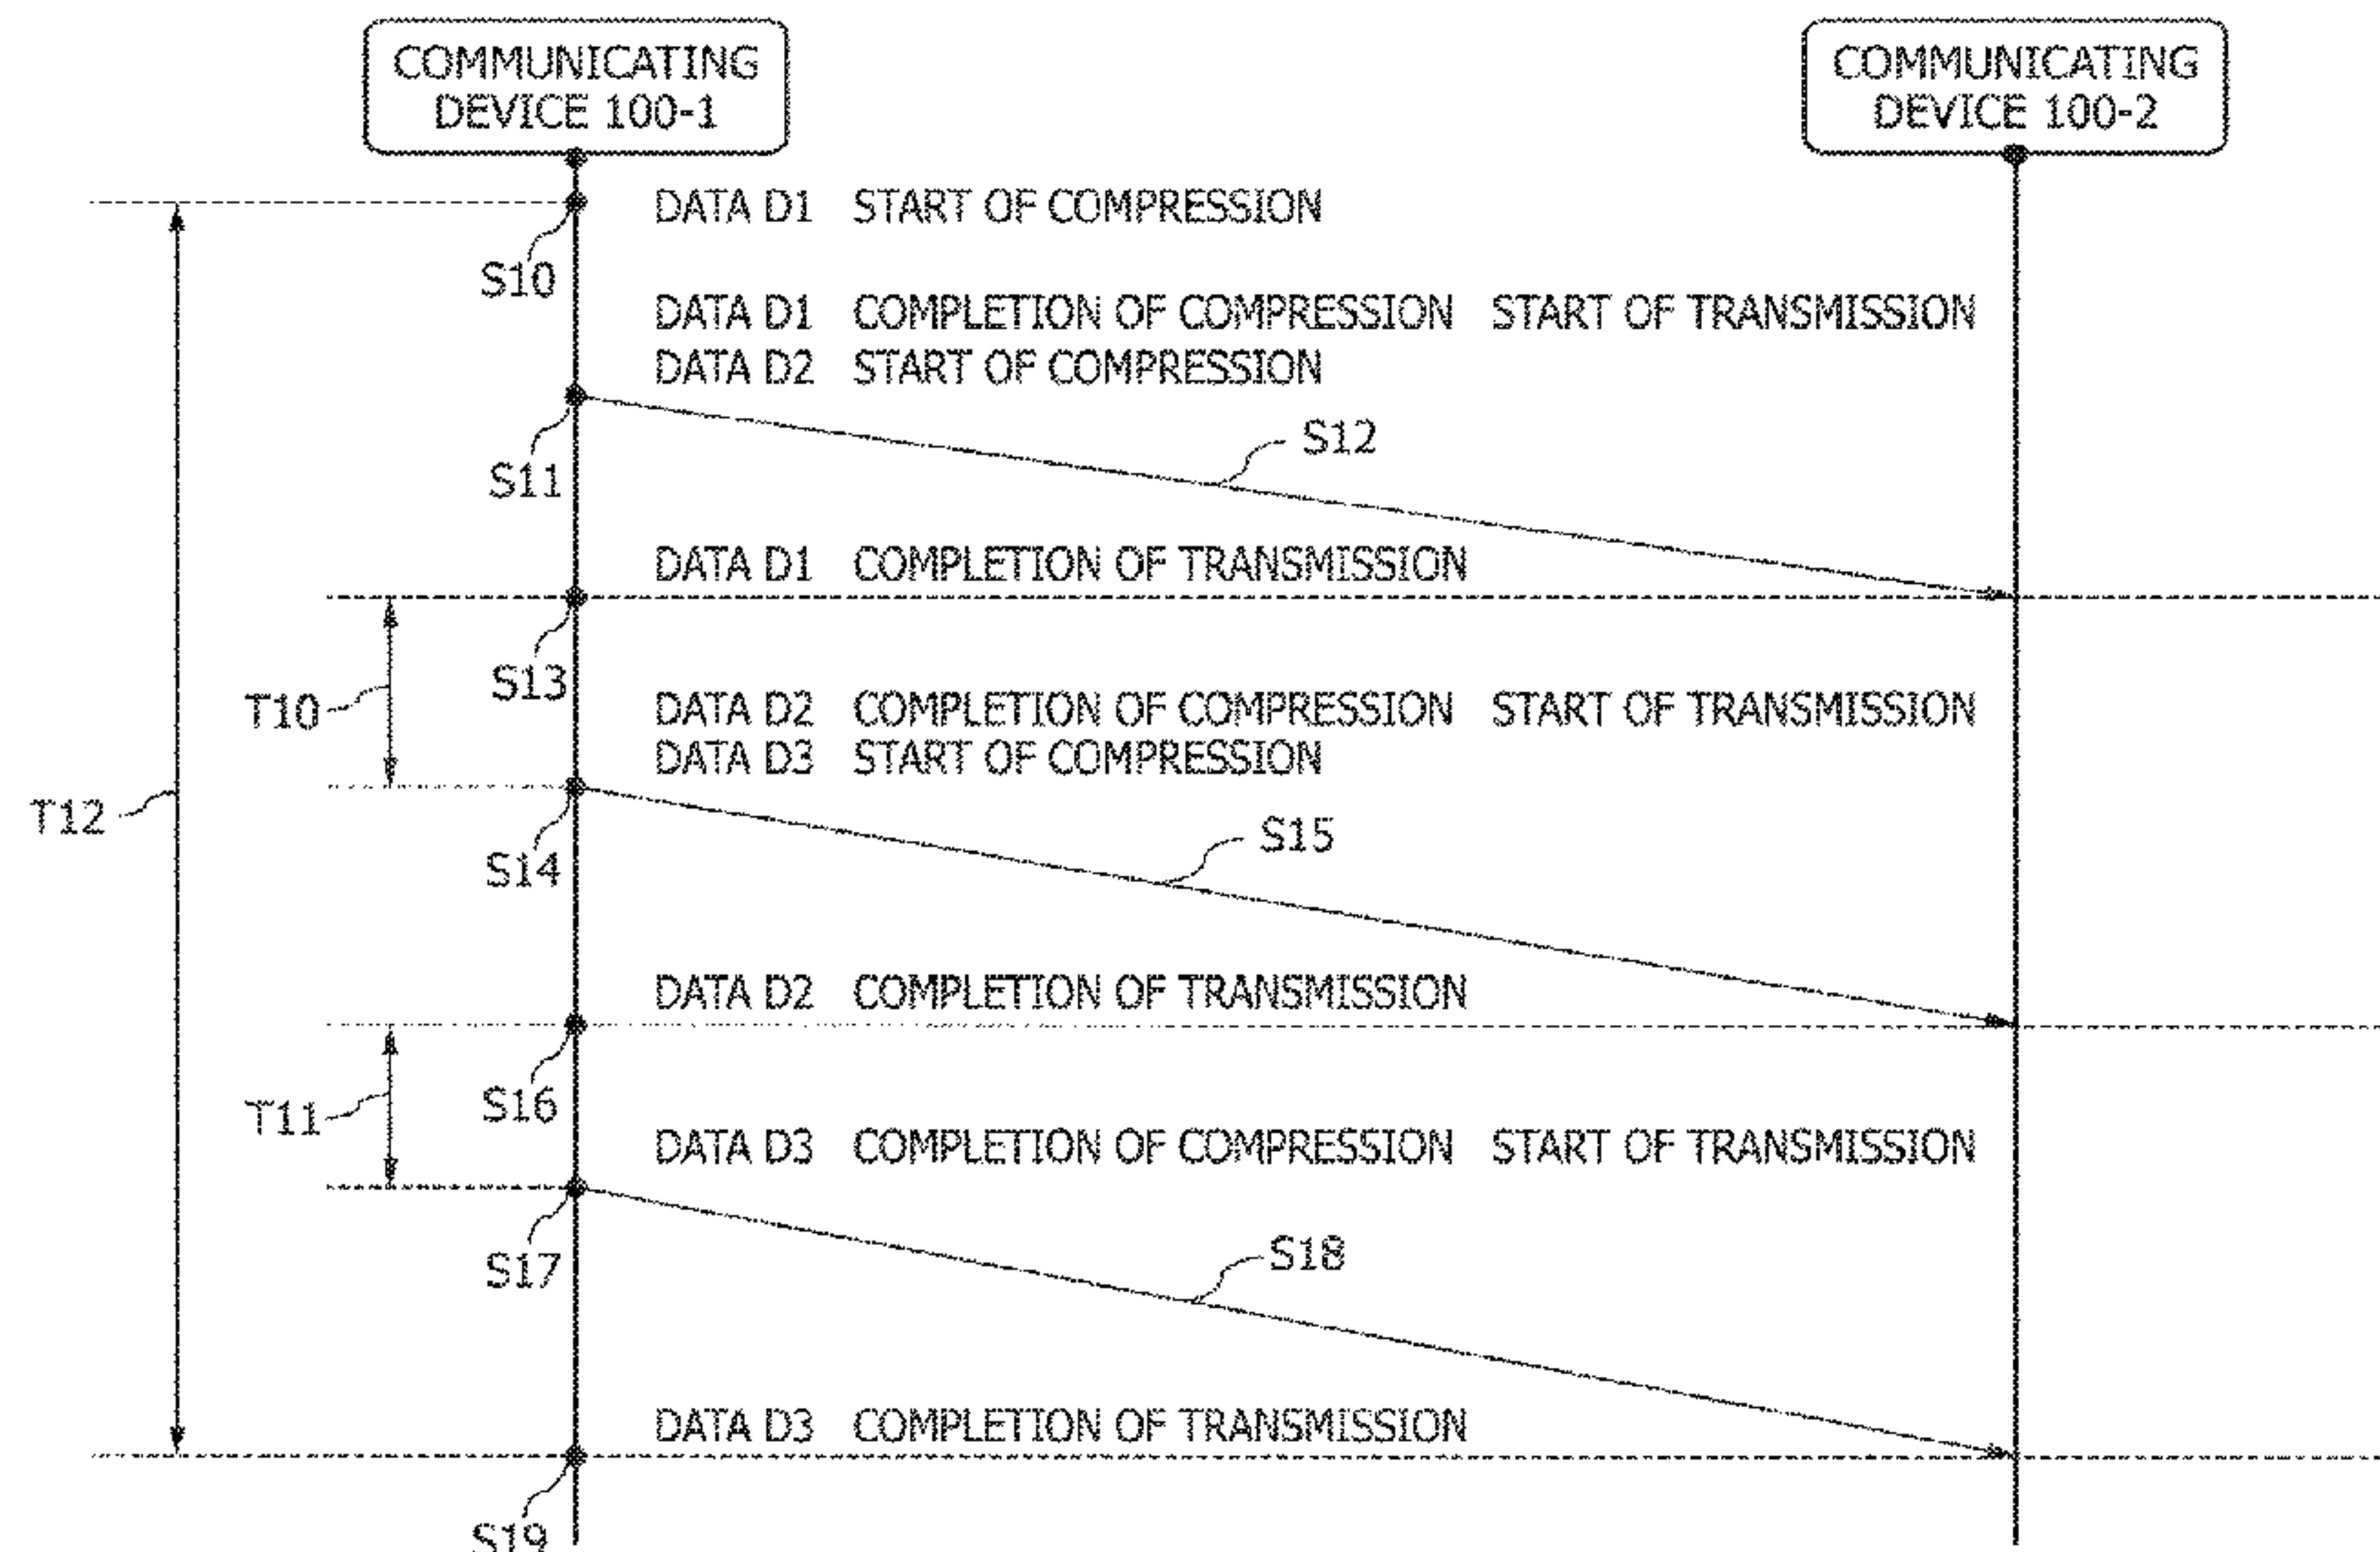 COMMUNICATING
DEVICE 100-1
COMMUNICATING
DEVICE 100-2
DATA D1 START OF COMPRESSION
S10
DATA D1 COMPLETION OF COMPRESSION START OF TRANSMISSION
DATA D2 START OF COMPRESSION
S12
S11
DATA D1 COMPLETION OF TRANSMISSION
S13
T10
DATA D2 COMPLETION OF COMPRESSION START OF TRANSMISSION
DATA D3 START OF COMPRESSION
T12
S15
S14
DATA D2 COMPLETION OF TRANSMISSION
S16
T11
DATA D3 COMPLETION OF COMPRESSION START OF TRANSMISSION
S18
S17
DATA D3 COMPLETION OF TRANSMISSION
S19